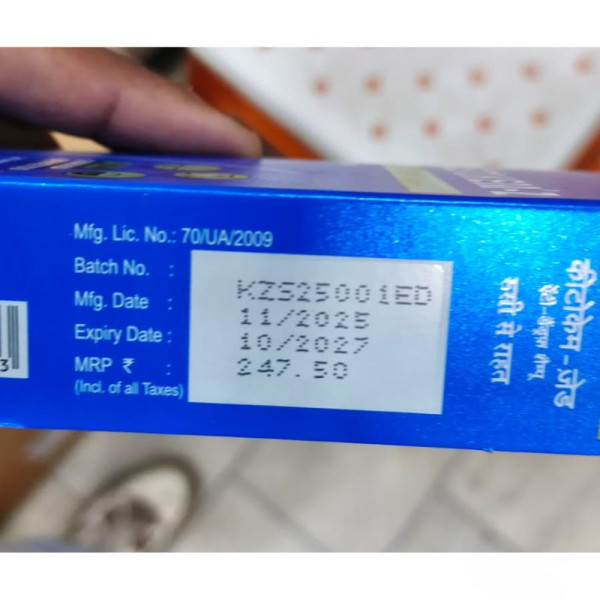 Mfg. Lic. No.: 70/UA/2009
Batch No. : KZS25001ED
Mfg. Date : 11/2025
Expiry Date : 10/2027
MRP ₹ : 247.50
(Incl. of all Taxes)
3
कीटोकेम-ज़ेड
रूसी से राहत